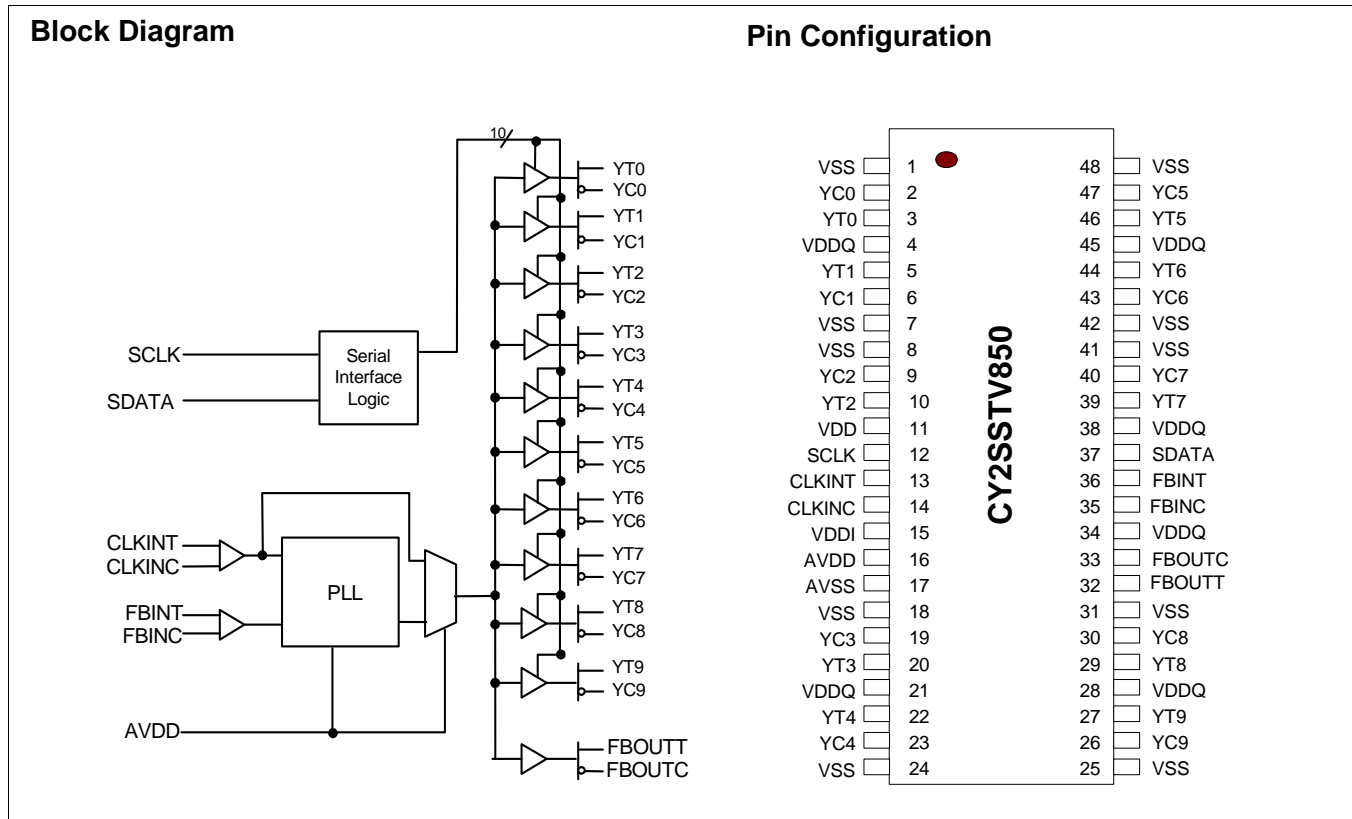 Block Diagram
10
YT0
YC0
YT1
YC1
YT2
YC2
YT3
YC3
YT4
YC4
YT5
YC5
YT6
YC6
YT7
YC7
YT8
YC8
YT9
YC9
FBOUTT
FBOUTC
SCLK
SDATA
Serial
Interface
Logic
CLKINT
CLKINC
FBINT
FBINC
PLL
AVDD
Pin Configuration
CY2SSTV850
VSS 1 48 VSS
YC0 2 47 YC5
YT0 3 46 YT5
VDDQ 4 45 VDDQ
YT1 5 44 YT6
YC1 6 43 YC6
VSS 7 42 VSS
VSS 8 41 VSS
YC2 9 40 YC7
YT2 10 39 YT7
VDD 11 38 VDDQ
SCLK 12 37 SDATA
CLKINT 13 36 FBINT
CLKINC 14 35 FBINC
VDDI 15 34 VDDQ
AVDD 16 33 FBOUTC
AVSS 17 32 FBOUTT
VSS 18 31 VSS
YC3 19 30 YC8
YT3 20 29 YT8
VDDQ 21 28 VDDQ
YT4 22 27 YT9
YC4 23 26 YC9
VSS 24 25 VSS